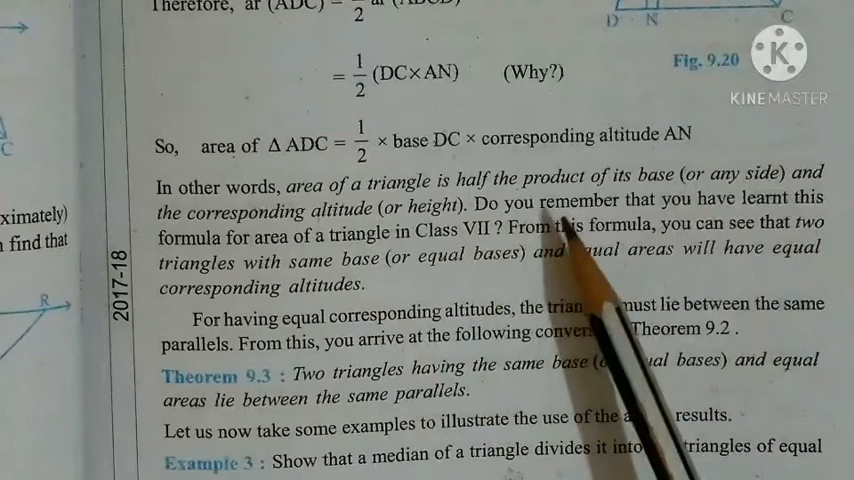 Therefore, ar (ADC) = 1/2 ar (ABCD)
D N C
= 1/2 (DC×AN) (Why?)
Fig. 9.20
KINEMASTER
C
So, area of Δ ADC = 1/2 × base DC × corresponding altitude AN
In other words, area of a triangle is half the product of its base (or any side) and
ximately)
the corresponding altitude (or height). Do you remember that you have learnt this
find that
formula for area of a triangle in Class VII ? From this formula, you can see that two
triangles with same base (or equal bases) and equal areas will have equal
corresponding altitudes.
2017-18
R
For having equal corresponding altitudes, the must lie between the same
parallels. From this, you arrive at the following Theorem 9.2 .
Theorem 9.3 : Two triangles having the same base (or equal bases) and equal
areas lie between the same parallels.
Let us now take some examples to illustrate the use of the results.
Example 3 : Show that a median of a triangle divides it into triangles of equal